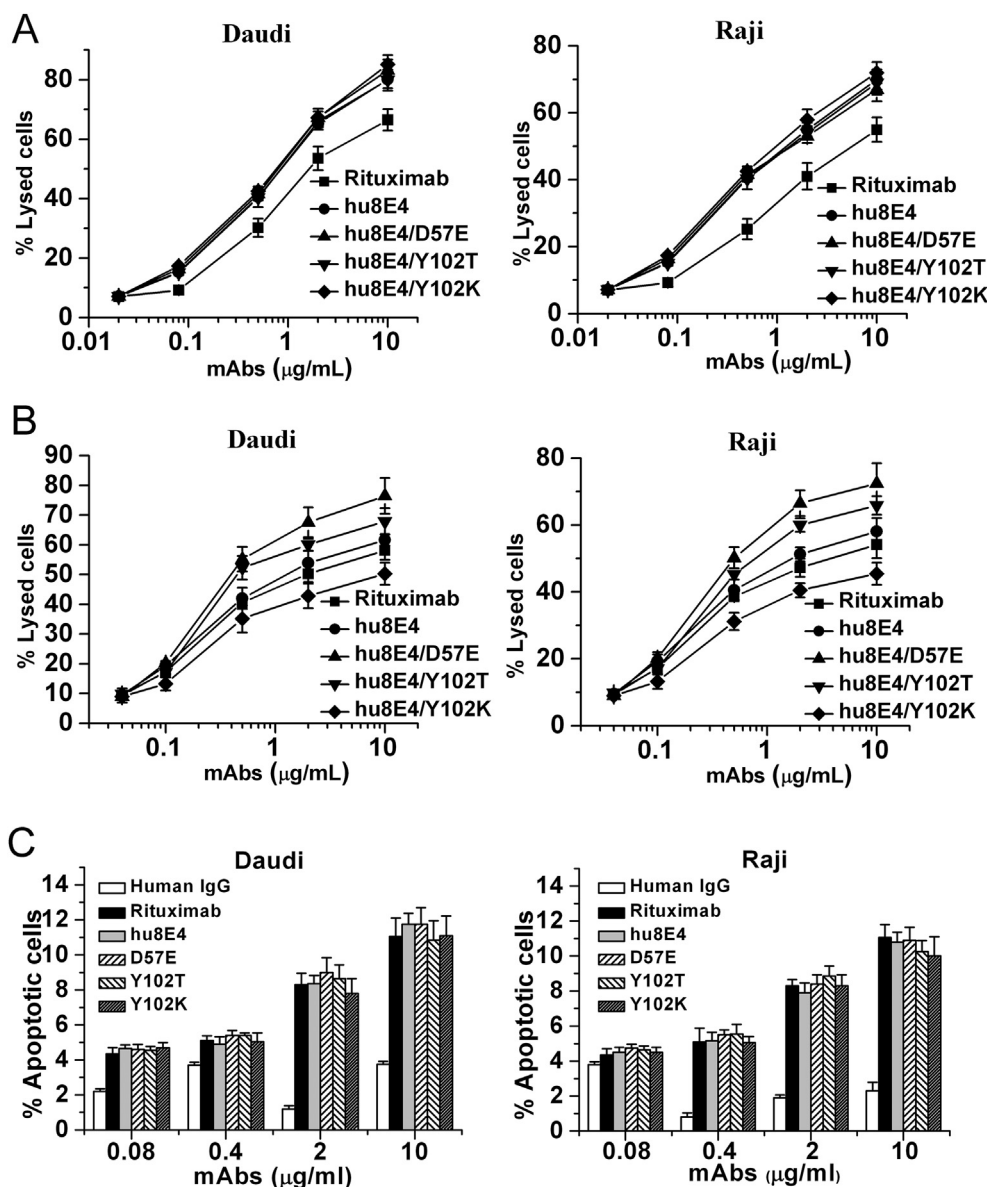 A
Daudi
% Lysed cells
80
60
40
20
0
0.01
0.1
1
10
mAbs (μg/mL)
Rituximab
hu8E4
hu8E4/D57E
hu8E4/Y102T
hu8E4/Y102K
Raji
% Lysed cells
80
60
40
20
0
0.01
0.1
1
10
mAbs (μg/mL)
Rituximab
hu8E4
hu8E4/D57E
hu8E4/Y102T
hu8E4/Y102K
B
Daudi
% Lysed cells
90
80
70
60
50
40
30
20
10
0
0.1
1
10
mAbs (μg/mL)
Rituximab
hu8E4
hu8E4/D57E
hu8E4/Y102T
hu8E4/Y102K
Raji
% Lysed cells
80
60
40
20
0
0.1
1
10
mAbs (μg/mL)
Rituximab
hu8E4
hu8E4/D57E
hu8E4/Y102T
hu8E4/Y102K
C
Daudi
% Apoptotic cells
14
12
10
8
6
4
2
0
Human IgG
Rituximab
hu8E4
D57E
Y102T
Y102K
0.08
0.4
2
10
mAbs (μg/ml)
Raji
% Apoptotic cells
14
12
10
8
6
4
2
0
Human IgG
Rituximab
hu8E4
D57E
Y102T
Y102K
0.08
0.4
2
10
mAbs (μg/ml)